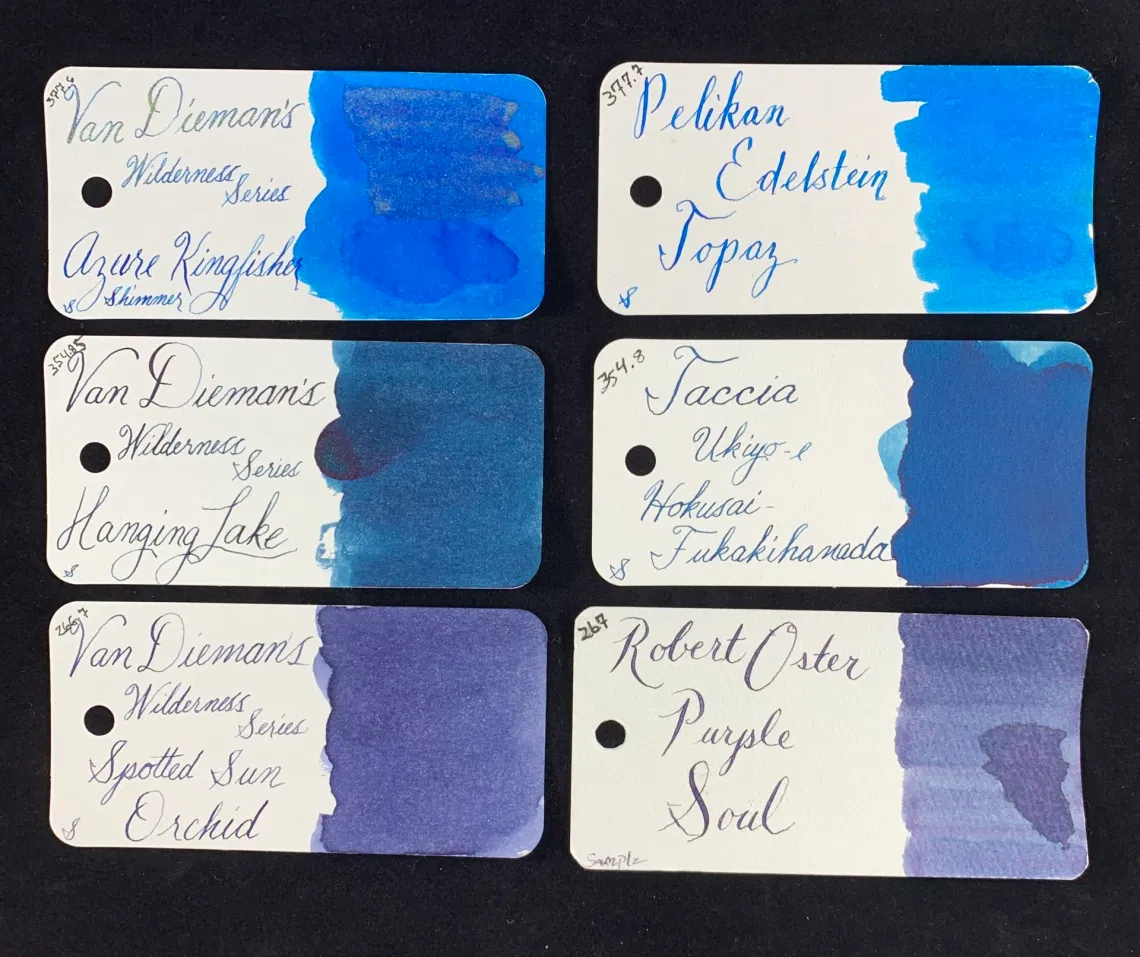 377.6
Van Dieman's
Wilderness
Series
Azure Kingfisher
Shimmer
377.7
Pelikan
Edelstein
Topaz
354.25
Van Dieman's
Wilderness
Series
Hanging Lake
354.8
Taccia
Ukiyo-e
Hokusai-
Fukakihanada
266.7
Van Dieman's
Wilderness
Series
Spotted Sun
Orchid
267
Robert Oster
Purple
Soul
Sample